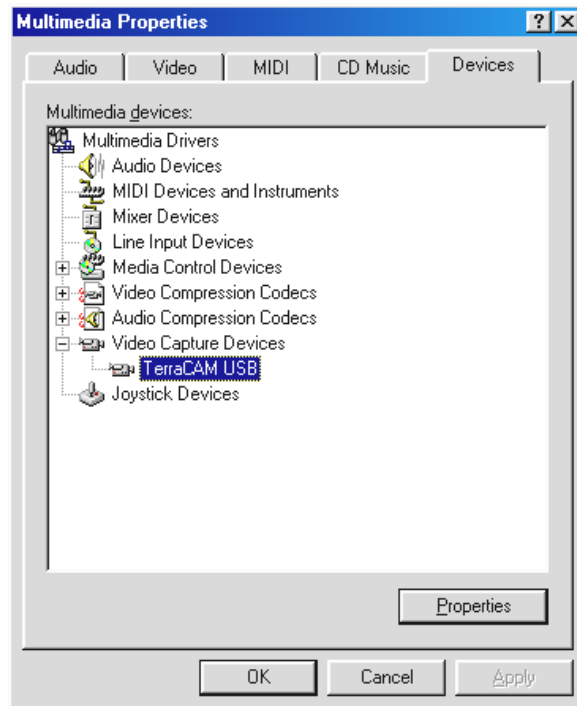 Multimedia Properties
Audio Video MIDI CD Music Devices
Multimedia devices:
Multimedia Drivers
Audio Devices
MIDI Devices and Instruments
Mixer Devices
Line Input Devices
Media Control Devices
Video Compression Codecs
Audio Compression Codecs
Video Capture Devices
TerraCAM USB
Joystick Devices
Properties
OK Cancel Apply